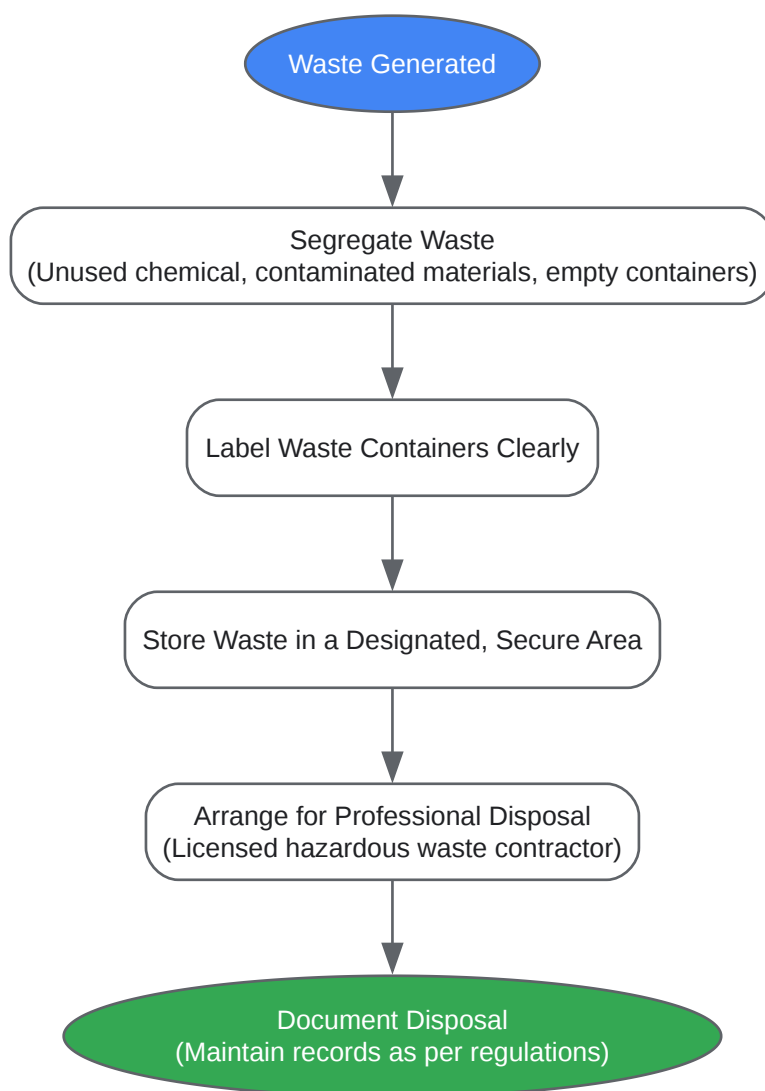 Waste Generated
Segregate Waste
(Unused chemical, contaminated materials, empty containers)
Label Waste Containers Clearly
Store Waste in a Designated, Secure Area
Arrange for Professional Disposal
(Licensed hazardous waste contractor)
Document Disposal
(Maintain records as per regulations)